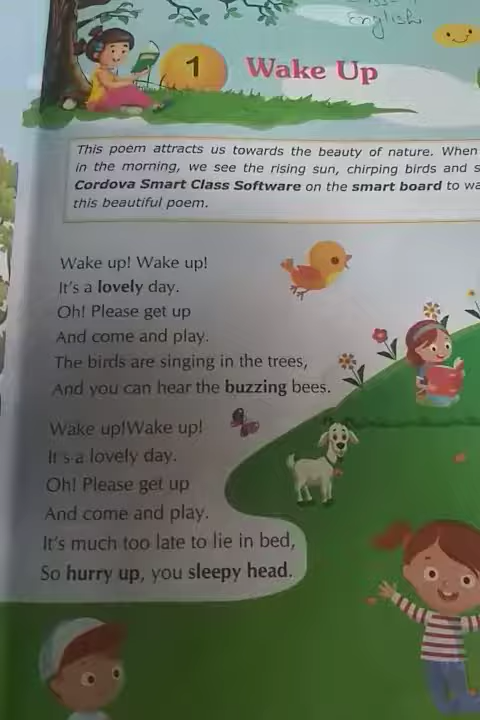 English
1
Wake Up
This poem attracts us towards the beauty of nature. When
in the morning, we see the rising sun, chirping birds and
Cordova Smart Class Software on the smart board to
this beautiful poem.
Wake up! Wake up!
It's a lovely day.
Oh! Please get up
And come and play.
The birds are singing in the trees,
And you can hear the buzzing bees.
Wake up!Wake up!
It's a lovely day.
Oh! Please get up
And come and play.
It's much too late to lie in bed,
So hurry up, you sleepy head.